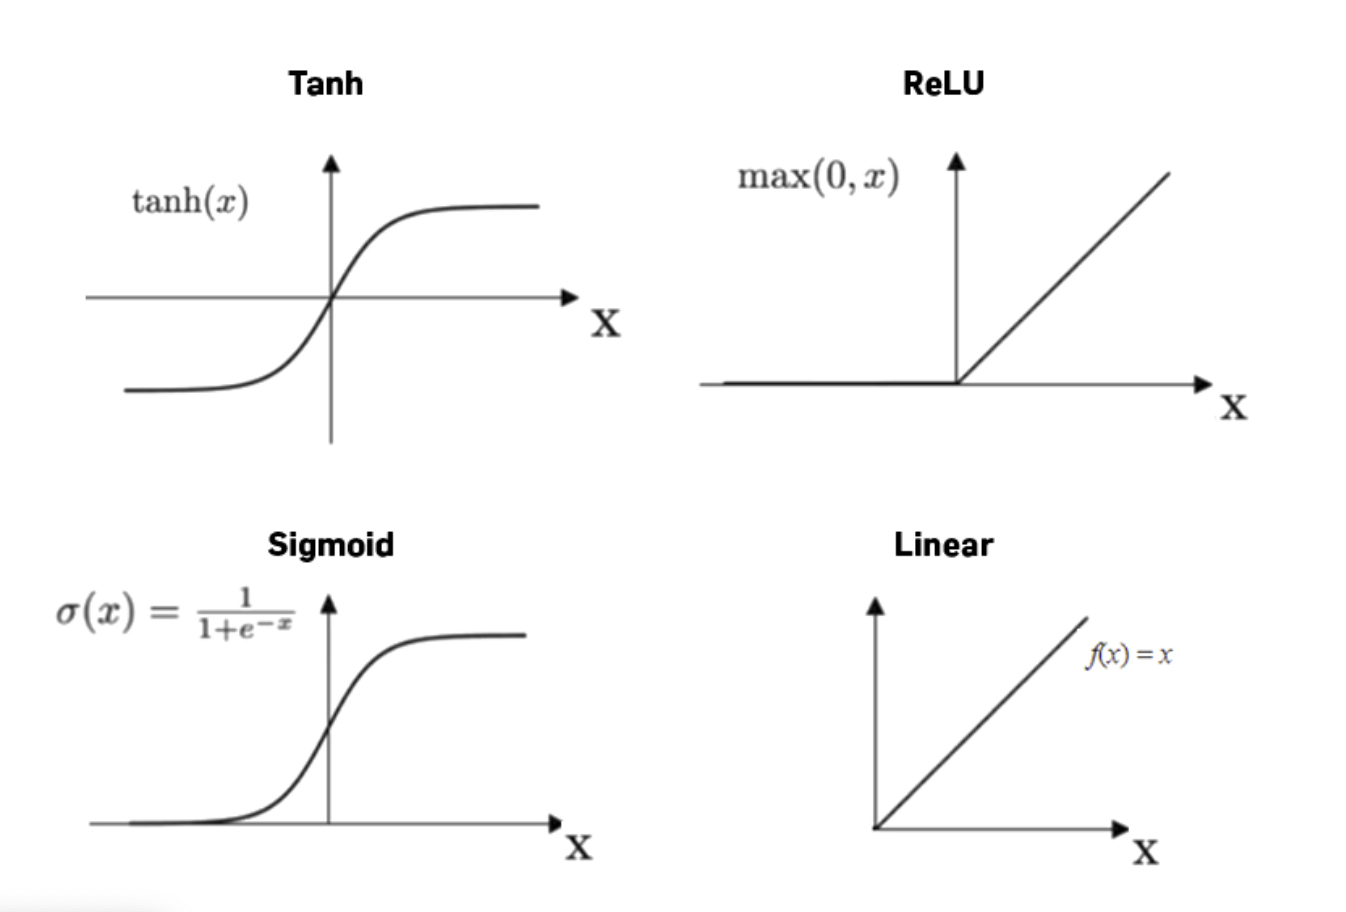 Tanh
tanh(x)
X
ReLU
max(0, x)
X
Sigmoid
σ(x) = 1/(1+e^{-x})
X
Linear
f(x) = x
X